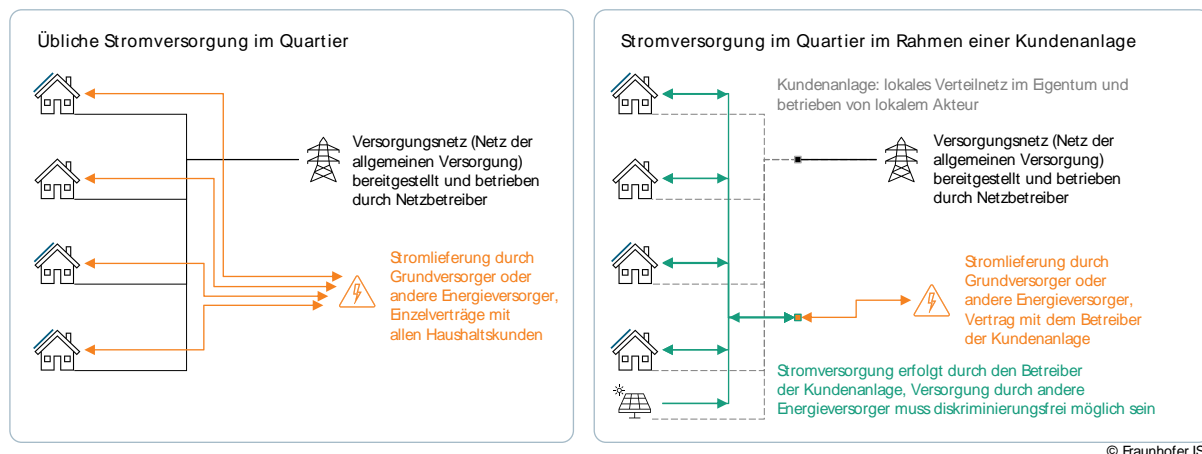 Übliche Stromversorgung im Quartier
Versorgungsnetz (Netz der
allgemeinen Versorgung)
bereitgestellt und betrieben
durch Netzbetreiber
Stromlieferung durch
Grundversorger oder
andere Energieversorger,
Einzelverträge mit
allen Haushaltskunden
Stromversorgung im Quartier im Rahmen einer Kundenanlage
Kundenanlage: lokales Verteilnetz im Eigentum und
betrieben von lokalem Akteur
Versorgungsnetz (Netz der
allgemeinen Versorgung)
bereitgestellt und betrieben
durch Netzbetreiber
Stromlieferung durch
Grundversorger oder
andere Energieversorger,
Vertrag mit dem Betreiber
der Kundenanlage
Stromversorgung erfolgt durch den Betreiber
der Kundenanlage, Versorgung durch andere
Energieversorger muss diskriminierungsfrei möglich sein
© Fraunhofer IS